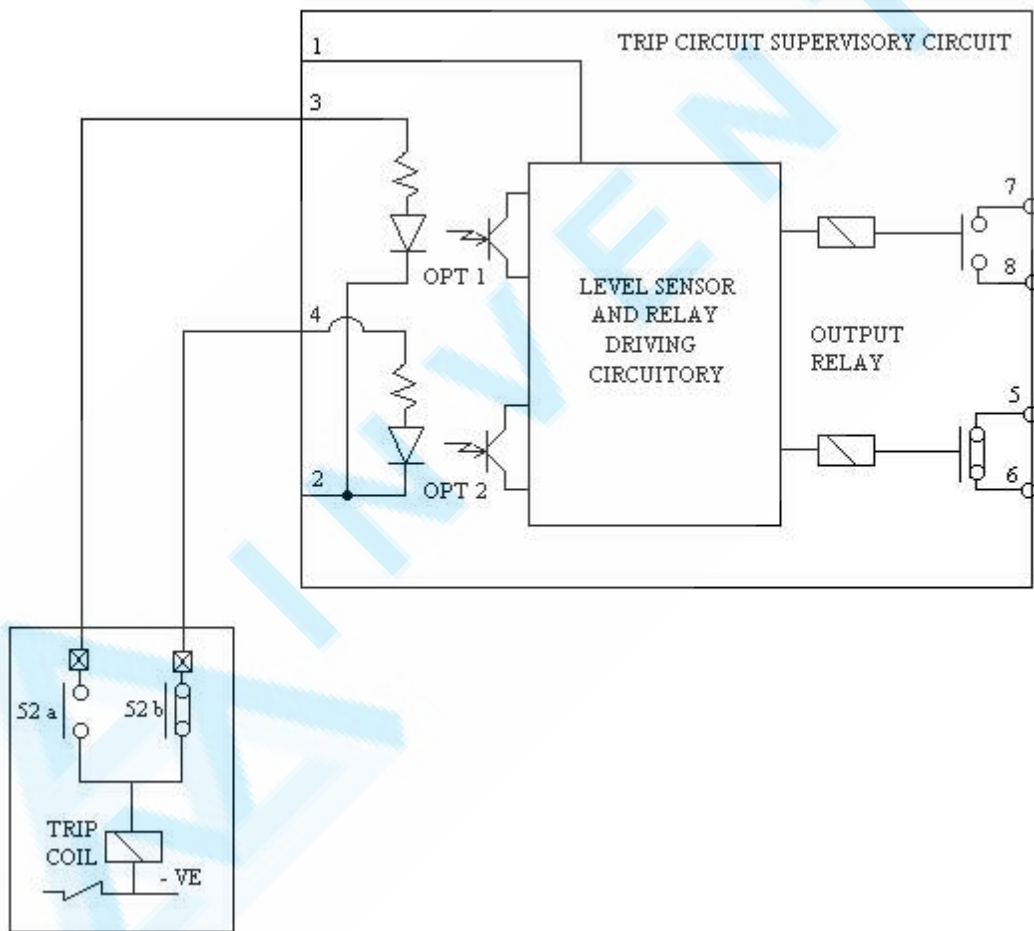 TRIP CIRCUIT SUPERVISORY CIRCUIT
1
3
7
8
OPT 1
LEVEL SENSOR
AND RELAY
DRIVING
CIRCUITORY
4
OUTPUT
RELAY
5
6
2
OPT 2
52 a
52 b
TRIP
COIL
- VE
INVENT